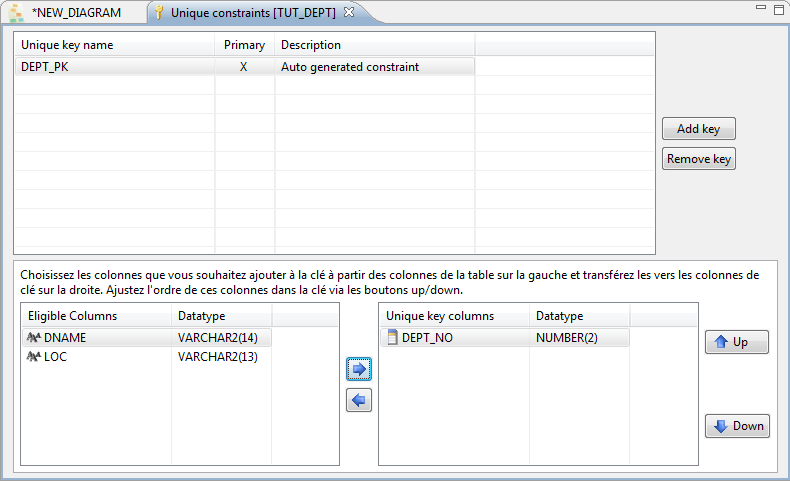 *NEW_DIAGRAM Unique constraints [TUT_DEPT]
Unique key name Primary Description
DEPT_PK X Auto generated constraint
Add key
Remove key
Choisissez les colonnes que vous souhaitez ajouter à la clé à partir des colonnes de la table sur la gauche et transférez les vers les colonnes de
clé sur la droite. Ajustez l'ordre de ces colonnes dans la clé via les boutons up/down.
Eligible Columns Datatype Unique key columns Datatype
DNAME VARCHAR2(14) DEPT_NO NUMBER(2) Up
LOC VARCHAR2(13)
Down